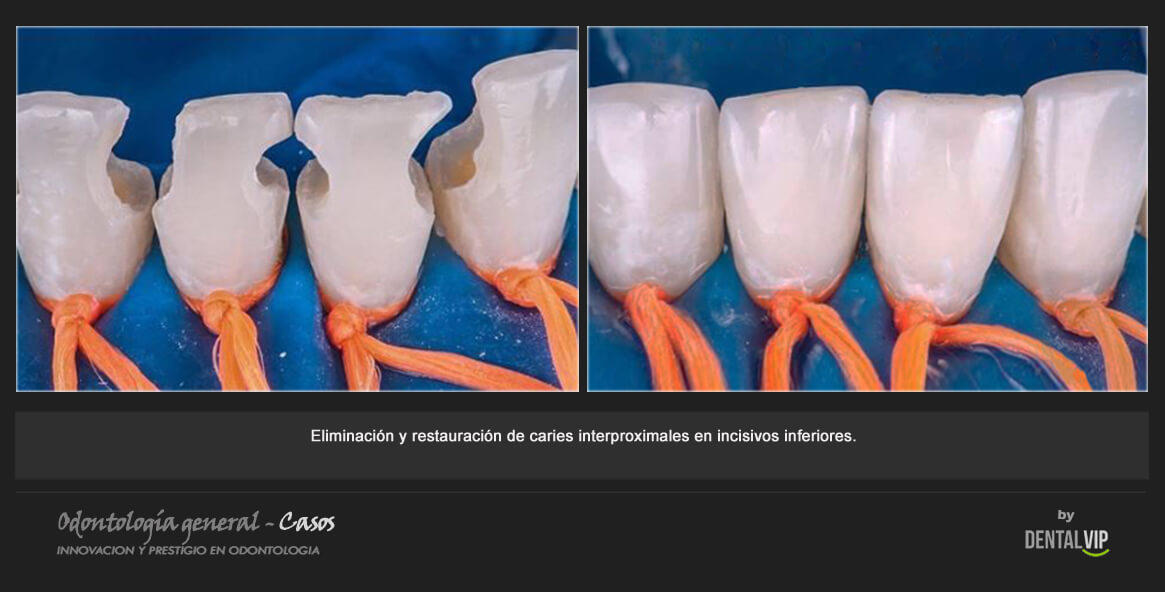 Eliminación y restauración de caries interproximales en incisivos inferiores.
Odontología general - Casos
INNOVACION Y PRESTIGIO EN ODONTOLOGIA
by
DENTALVIP